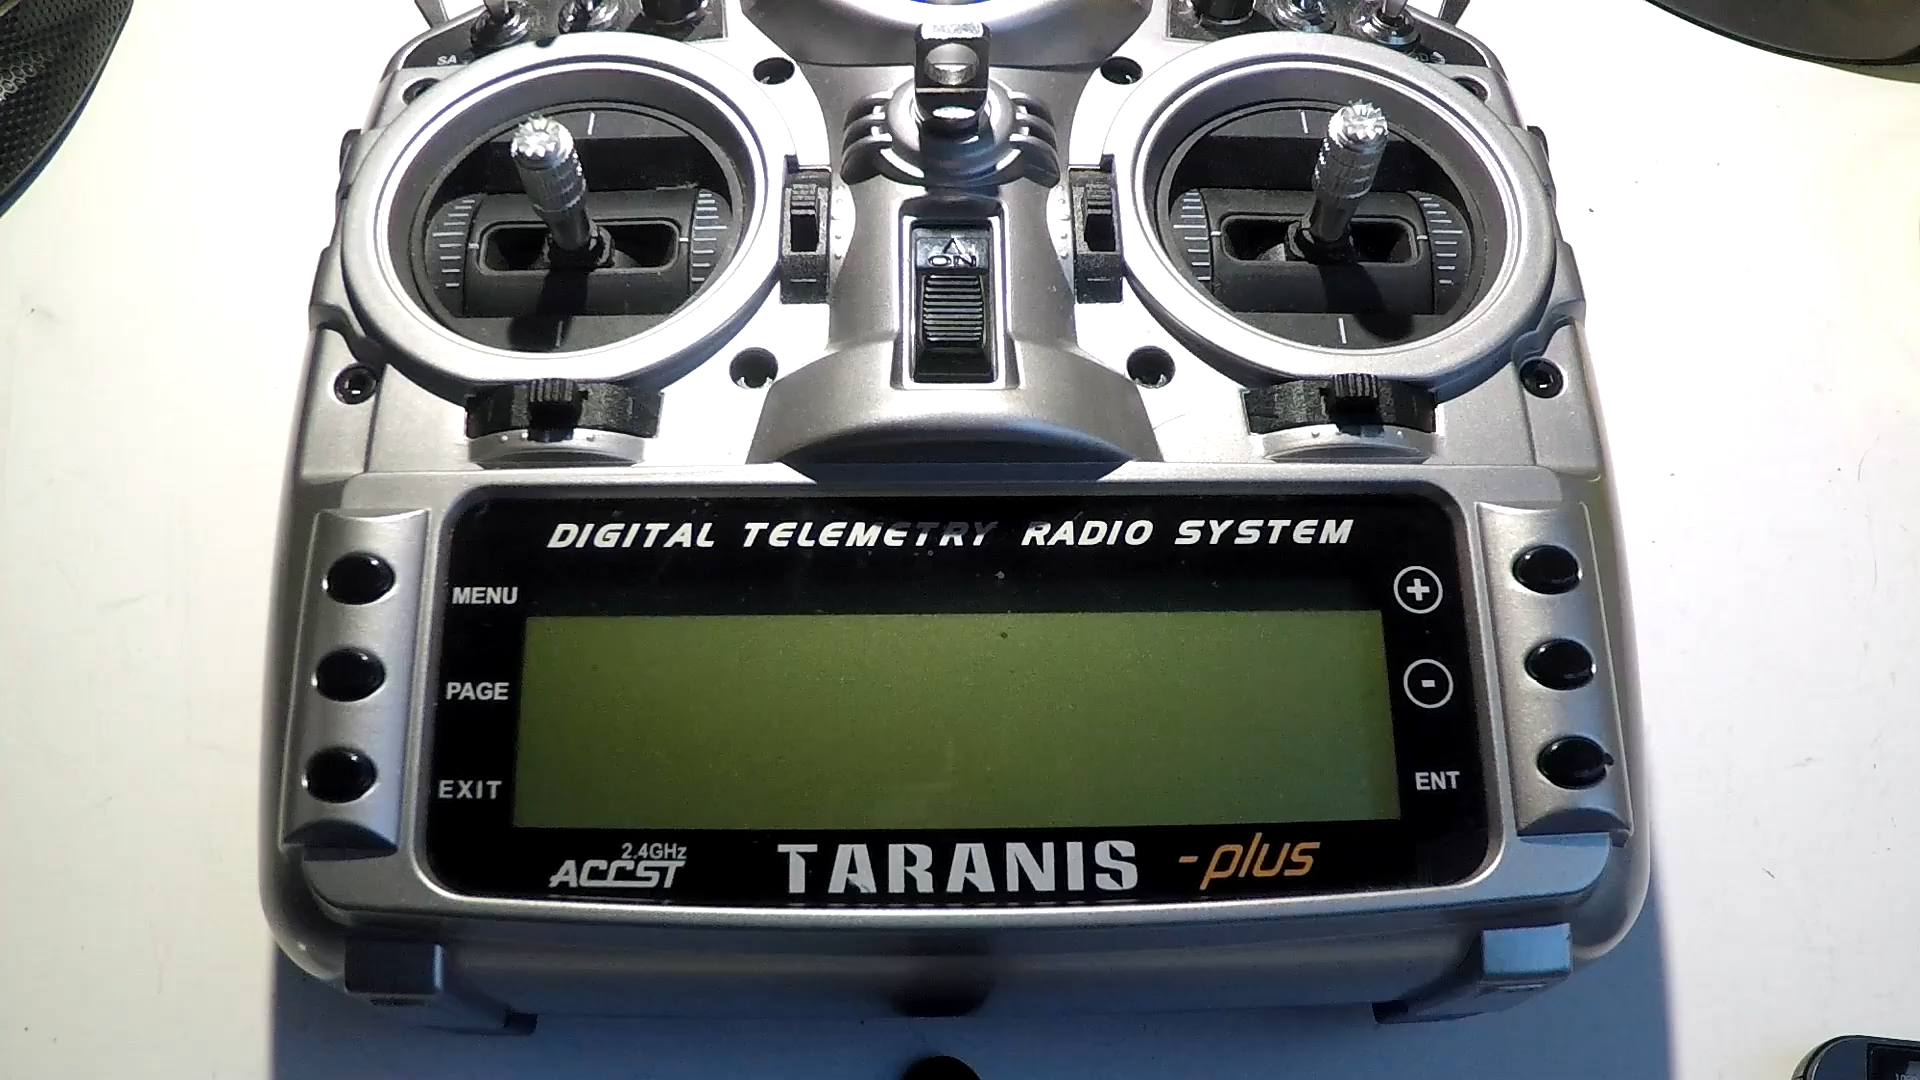 SA
ON
DIGITAL TELEMETRY RADIO SYSTEM
MENU
+
PAGE
-
EXIT
ENT
2.4GHz
ACCST
TARANIS -plus